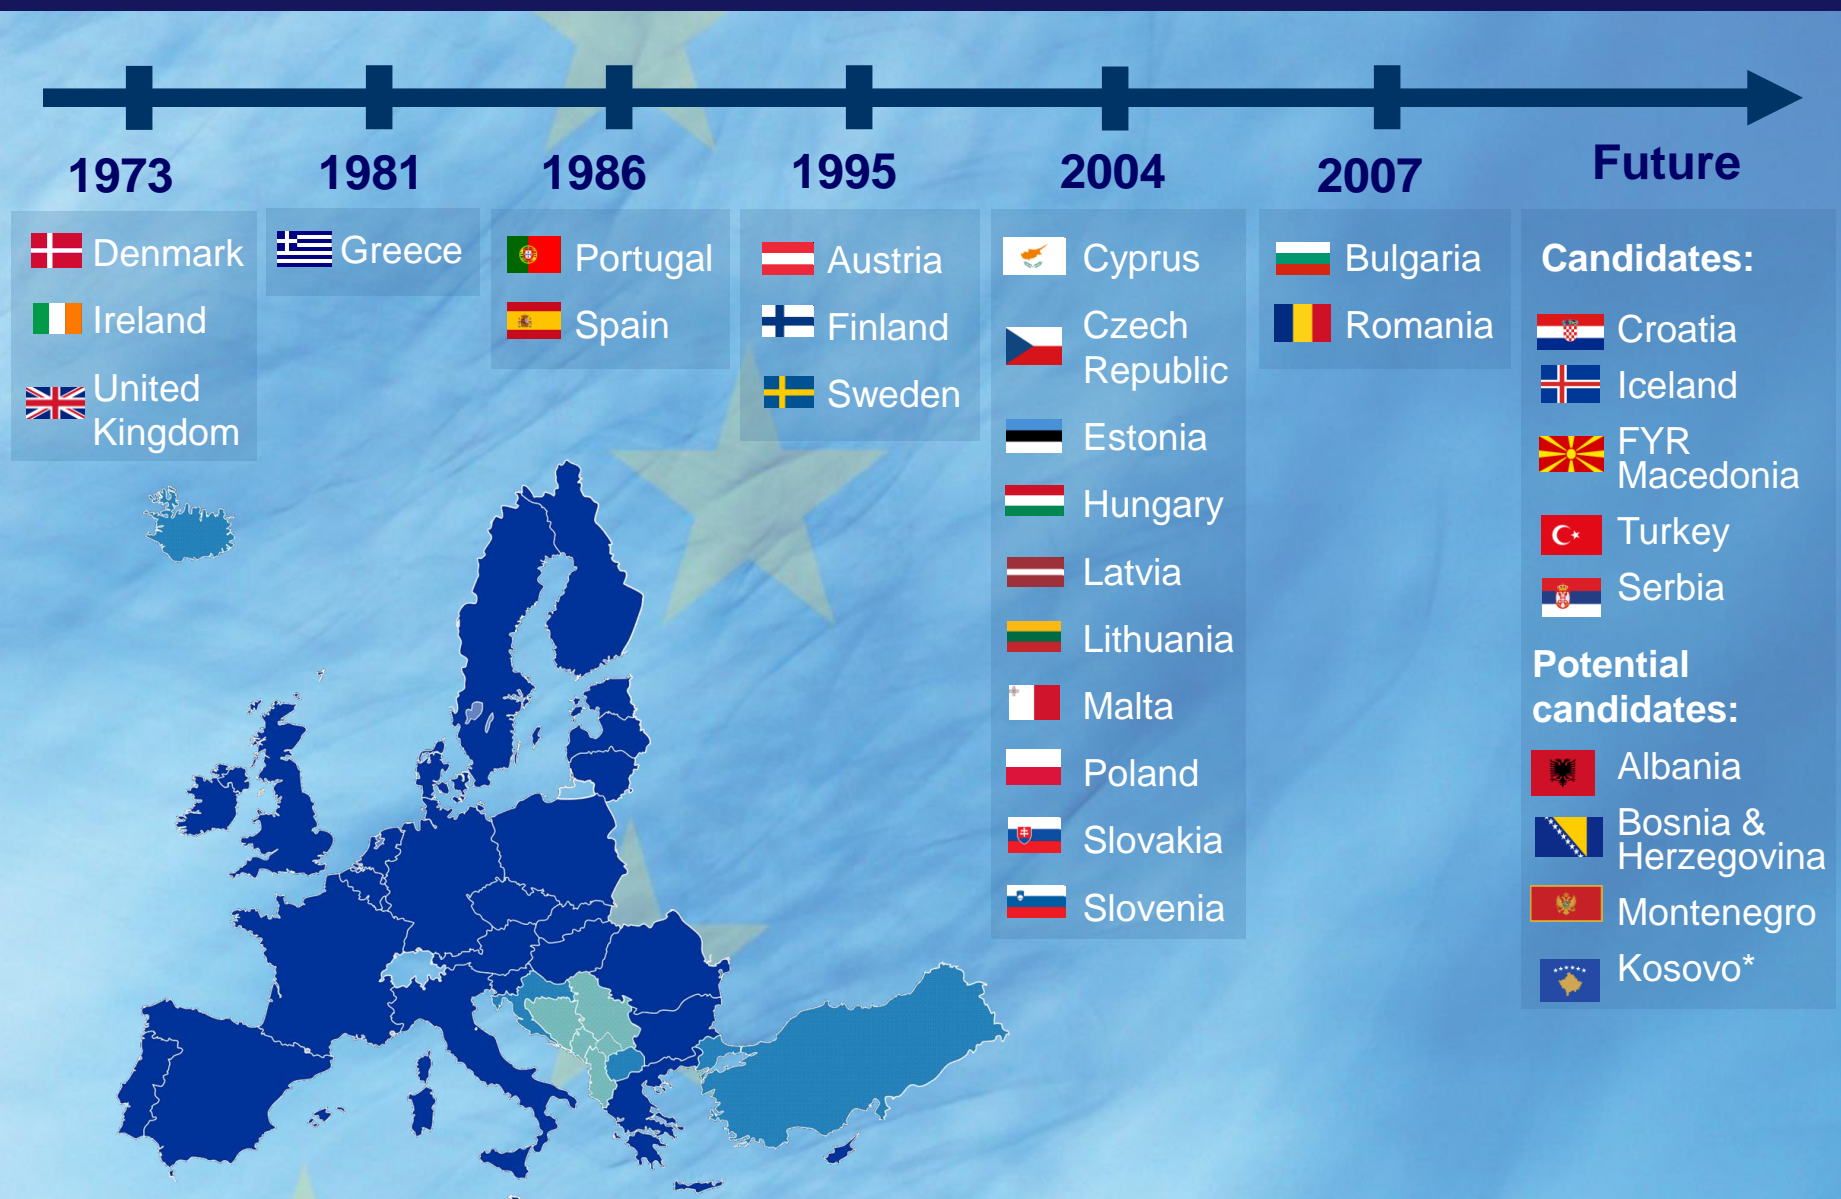 1973
1981
1986
1995
2004
2007
Future
Denmark
Ireland
United
Kingdom
Greece
Portugal
Spain
Austria
Finland
Sweden
Cyprus
Czech
Republic
Estonia
Hungary
Latvia
Lithuania
Malta
Poland
Slovakia
Slovenia
Bulgaria
Romania
Candidates:
Croatia
Iceland
FYR
Macedonia
Turkey
Serbia
Potential
candidates:
Albania
Bosnia &
Herzegovina
Montenegro
Kosovo*